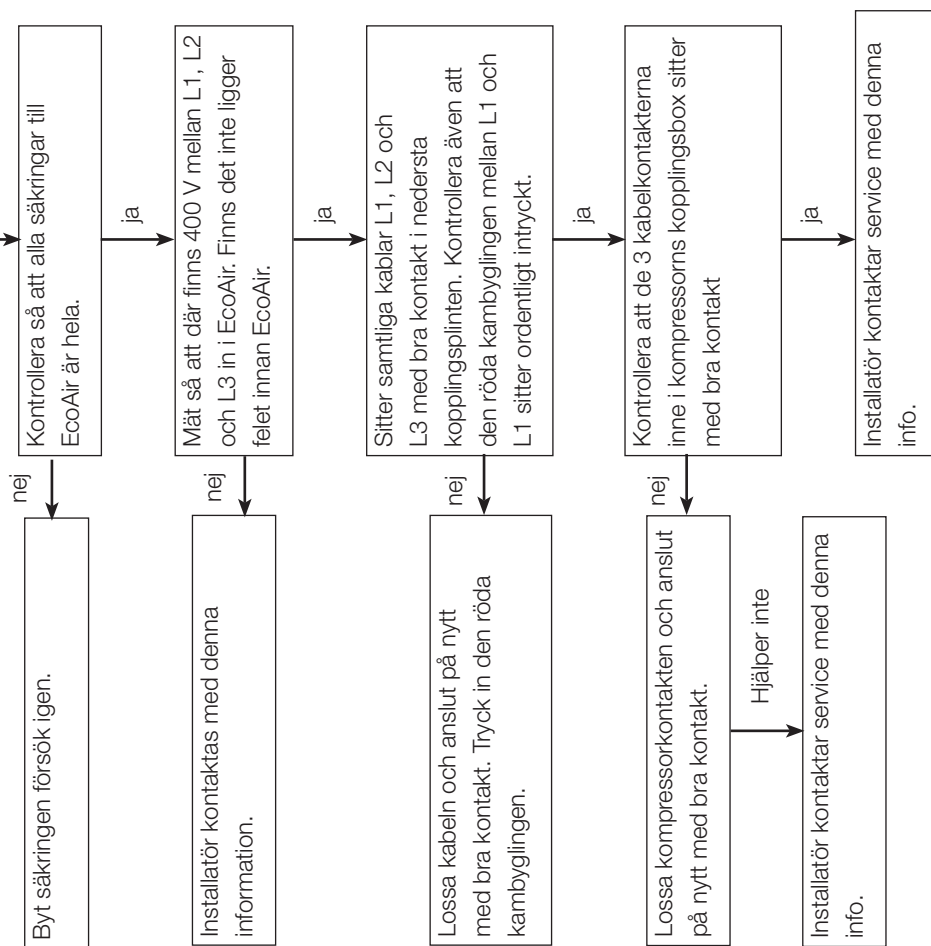 Kontrollera så att alla säkringar till
EcoAir är hela.
nej
Byt säkringen försök igen.
ja
Mät så att där finns 400 V mellan L1, L2
och L3 in i EcoAir. Finns det inte ligger
felet innan EcoAir.
nej
Installatör kontaktas med denna
information.
ja
Sitter samtliga kablar L1, L2 och
L3 med bra kontakt i nedersta
kopplingsplinten. Kontrollera även att
den röda kambyglingen mellan L1 och
L1 sitter ordentligt intryckt.
nej
Lossa kabeln och anslut på nytt
med bra kontakt. Tryck in den röda
kambyglingen.
ja
Kontrollera att de 3 kabelkontakterna
inne i kompressorns kopplingsbox sitter
med bra kontakt
nej
Lossa kompressorkontakten och anslut
på nytt med bra kontakt.
Hjälper inte
Installatör kontaktar service med denna
info.
ja
Installatör kontaktar service med denna
info.